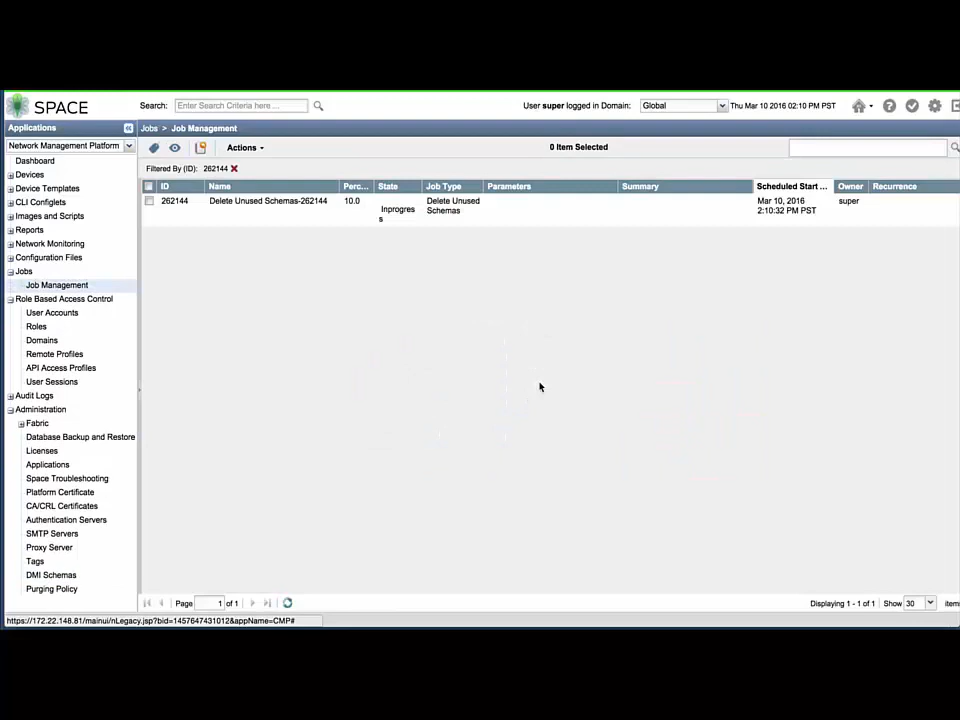 SPACE
Search: Enter Search Criteria here ...
User super logged in Domain: Global Thu Mar 10 2016 02:10 PM PST
Applications
Jobs > Job Management
Network Management Platform
Actions
0 Item Selected
Filtered By (ID): 262144
ID Name Perc... State Job Type Parameters Summary Scheduled Start ... Owner Recurrence
262144 Delete Unused Schemas-262144 10.0 Inprogres
s Delete Unused
Schemas Mar 10, 2016
2:10:32 PM PST super
Dashboard
Devices
Device Templates
CLI Configlets
Images and Scripts
Reports
Network Monitoring
Configuration Files
Jobs
Job Management
Role Based Access Control
User Accounts
Roles
Domains
Remote Profiles
API Access Profiles
User Sessions
Audit Logs
Administration
Fabric
Database Backup and Restore
Licenses
Applications
Space Troubleshooting
Platform Certificate
CA/CRL Certificates
Authentication Servers
SMTP Servers
Proxy Server
Tags
DMI Schemas
Purging Policy
Page 1 of 1
Displaying 1 - 1 of 1 Show 30 item
https://172.22.148.81/mainui/nLegacy.jsp?bid=1457647431012&appName=CMP#